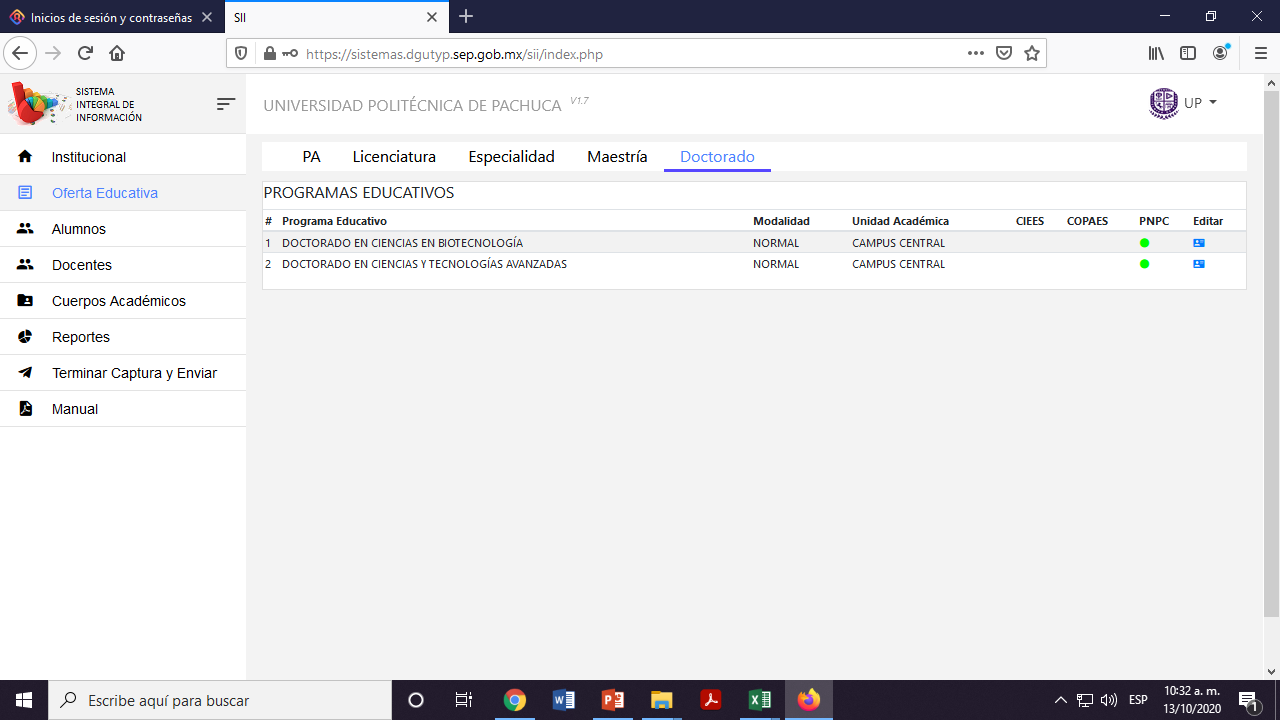 Inicios de sesión y contraseñas
SII
https://sistemas.dgutyp.sep.gob.mx/sii/index.php
SISTEMA
INTEGRAL DE
INFORMACIÓN
UNIVERSIDAD POLITÉCNICA DE PACHUCA V1.7
UP
Institucional
Oferta Educativa
Alumnos
Docentes
Cuerpos Académicos
Reportes
Terminar Captura y Enviar
Manual
PA Licenciatura Especialidad Maestría Doctorado
PROGRAMAS EDUCATIVOS
# Programa Educativo Modalidad Unidad Académica CIEES COPAES PNPC Editar
1 DOCTORADO EN CIENCIAS EN BIOTECNOLOGÍA NORMAL CAMPUS CENTRAL
2 DOCTORADO EN CIENCIAS Y TECNOLOGÍAS AVANZADAS NORMAL CAMPUS CENTRAL
Escribe aquí para buscar
ESP
10:32 a. m.
13/10/2020
1